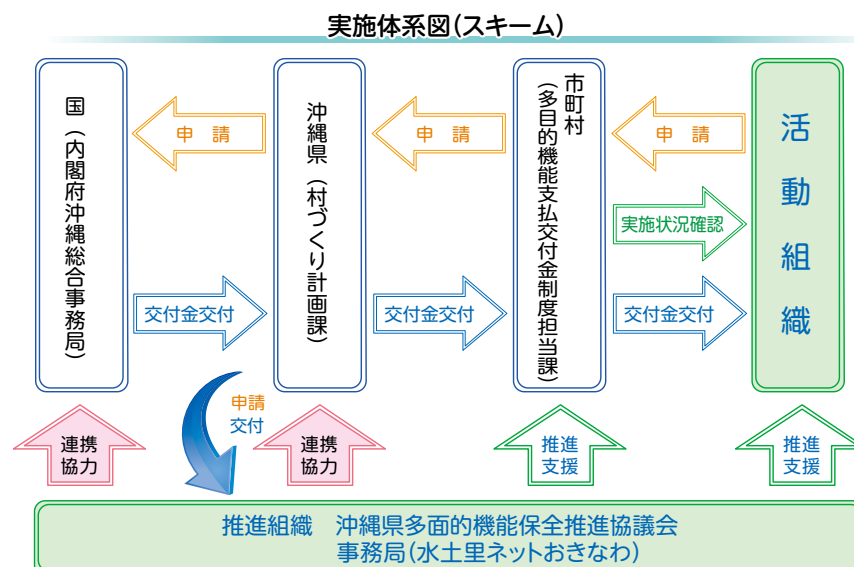 実施体系図(スキーム)
国(内閣府沖縄総合事務局)
申 請
交付金交付
沖縄県(村づくり計画課)
申 請
交付金交付
市町村
(多目的機能支払交付金制度担当課)
申 請
実施状況確認
交付金交付
活動組織
連携
協力
申請
交付
連携
協力
推進
支援
推進
支援
推進組織 沖縄県多面的機能保全推進協議会
事務局(水土里ネットおきなわ)